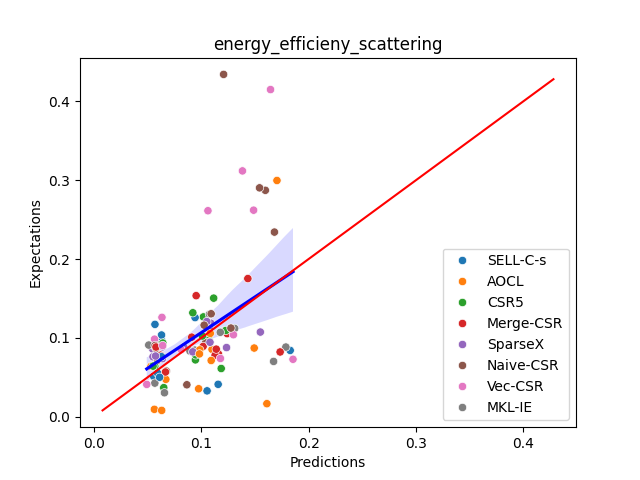 energy_efficieny_scattering
Expectations
0.4
0.3
0.2
0.1
0.0
0.0
0.1
0.2
0.3
0.4
Predictions
SELL-C-s
AOCL
CSR5
Merge-CSR
SparseX
Naive-CSR
Vec-CSR
MKL-IE